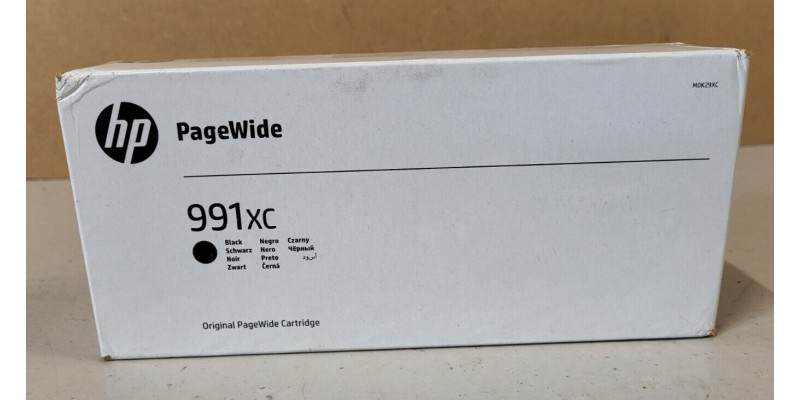 M0K29XC
hp PageWide
991XC
Black Negro Czarny
Schwarz Nero Чёрный
Noir Preto أسود
Zwart Černá
Original PageWide Cartridge